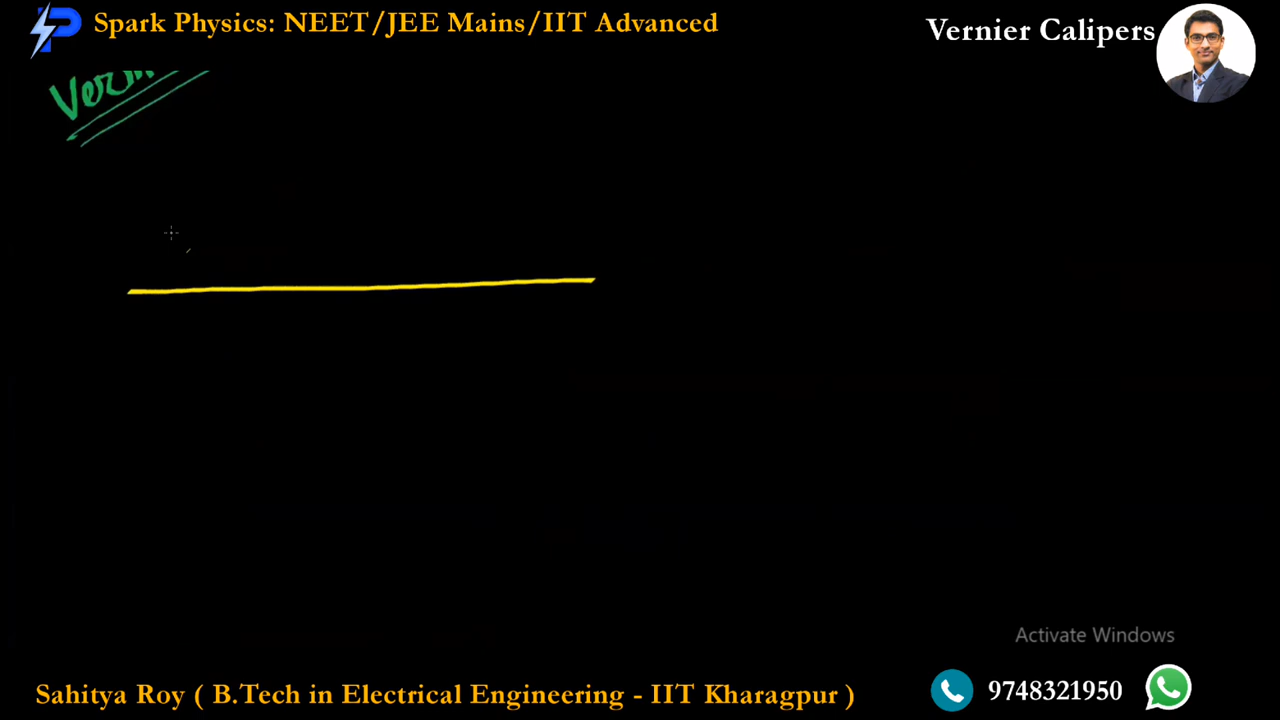 Spark Physics: NEET/JEE Mains/IIT Advanced
Vernier Calipers
Activate Windows
Sahitya Roy ( B.Tech in Electrical Engineering - IIT Kharagpur )
9748321950